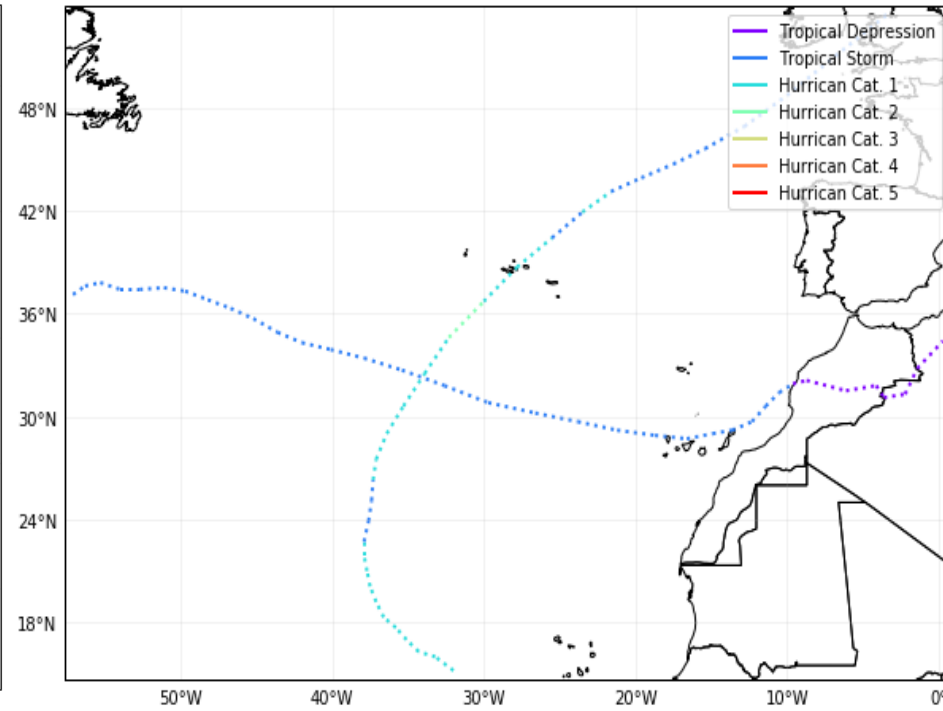 Tropical Depression
Tropical Storm
Hurrican Cat. 1
Hurrican Cat. 2
Hurrican Cat. 3
Hurrican Cat. 4
Hurrican Cat. 5
48°N
42°N
36°N
30°N
24°N
18°N
50°W 40°W 30°W 20°W 10°W 0°